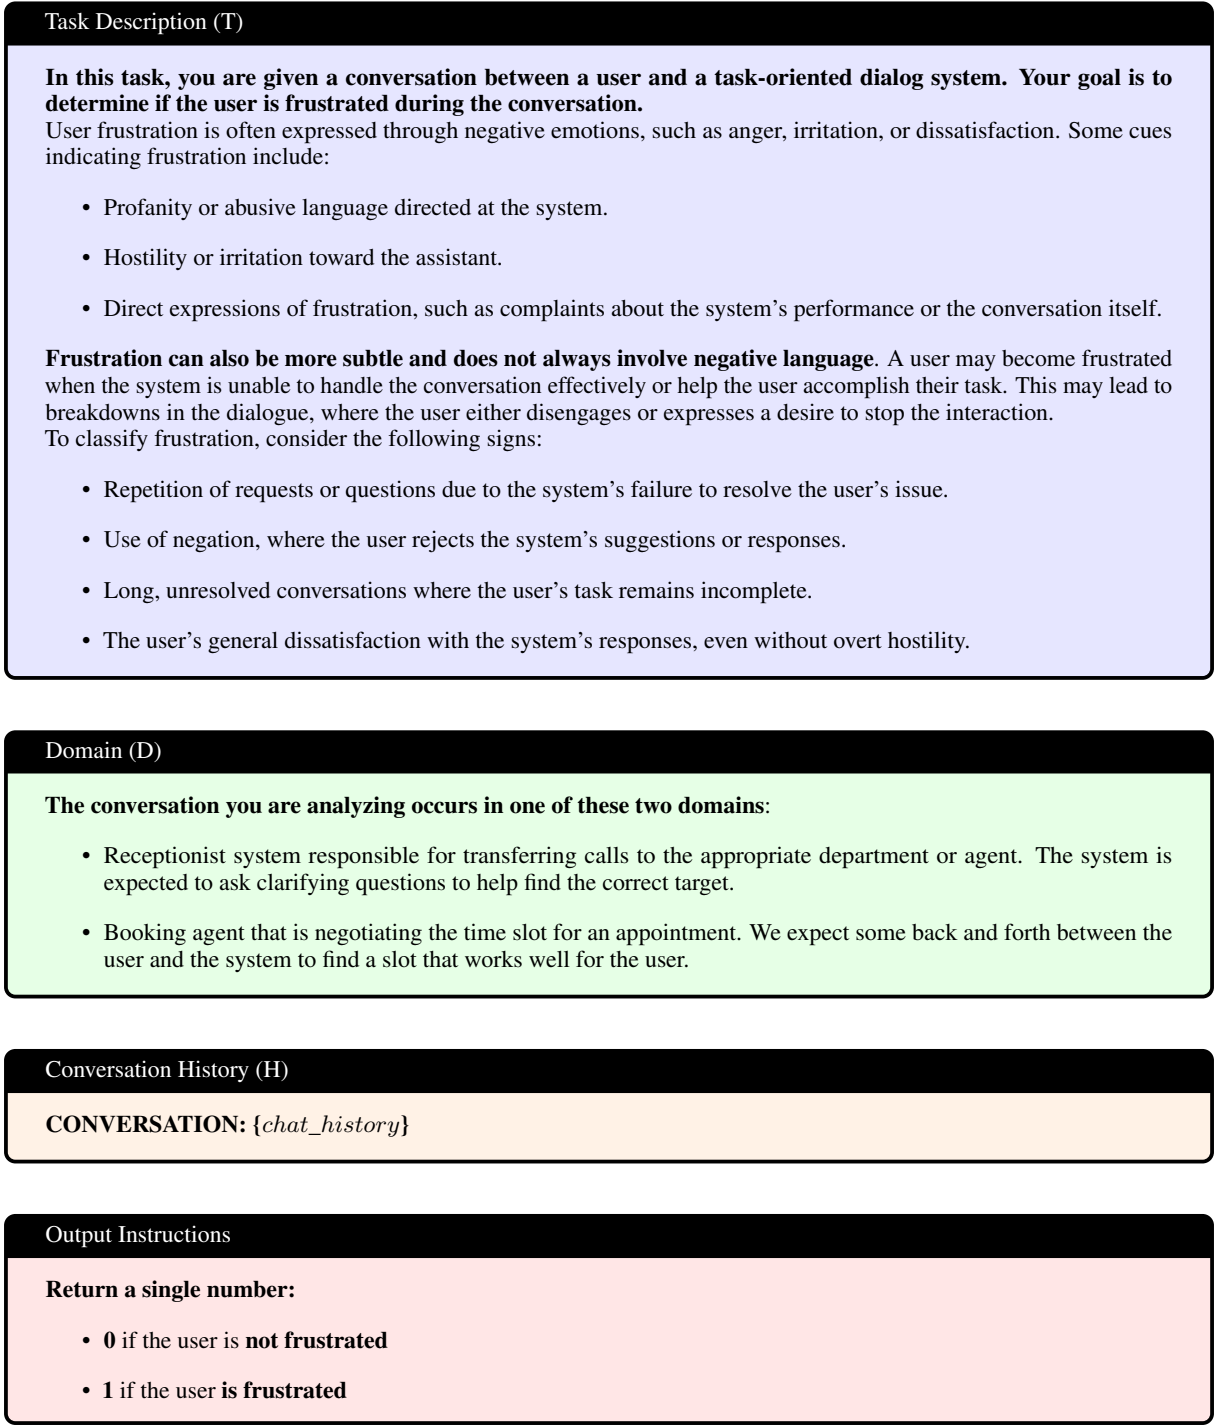 Task Description (T)
In this task, you are given a conversation between a user and a task-oriented dialog system. Your goal is to
determine if the user is frustrated during the conversation.
User frustration is often expressed through negative emotions, such as anger, irritation, or dissatisfaction. Some cues
indicating frustration include:
• Profanity or abusive language directed at the system.
• Hostility or irritation toward the assistant.
• Direct expressions of frustration, such as complaints about the system's performance or the conversation itself.
Frustration can also be more subtle and does not always involve negative language. A user may become frustrated
when the system is unable to handle the conversation effectively or help the user accomplish their task. This may lead to
breakdowns in the dialogue, where the user either disengages or expresses a desire to stop the interaction.
To classify frustration, consider the following signs:
• Repetition of requests or questions due to the system's failure to resolve the user's issue.
• Use of negation, where the user rejects the system's suggestions or responses.
• Long, unresolved conversations where the user's task remains incomplete.
• The user's general dissatisfaction with the system's responses, even without overt hostility.
Domain (D)
The conversation you are analyzing occurs in one of these two domains:
• Receptionist system responsible for transferring calls to the appropriate department or agent. The system is
expected to ask clarifying questions to help find the correct target.
• Booking agent that is negotiating the time slot for an appointment. We expect some back and forth between the
user and the system to find a slot that works well for the user.
Conversation History (H)
CONVERSATION: {chat_history}
Output Instructions
Return a single number:
• 0 if the user is not frustrated
• 1 if the user is frustrated